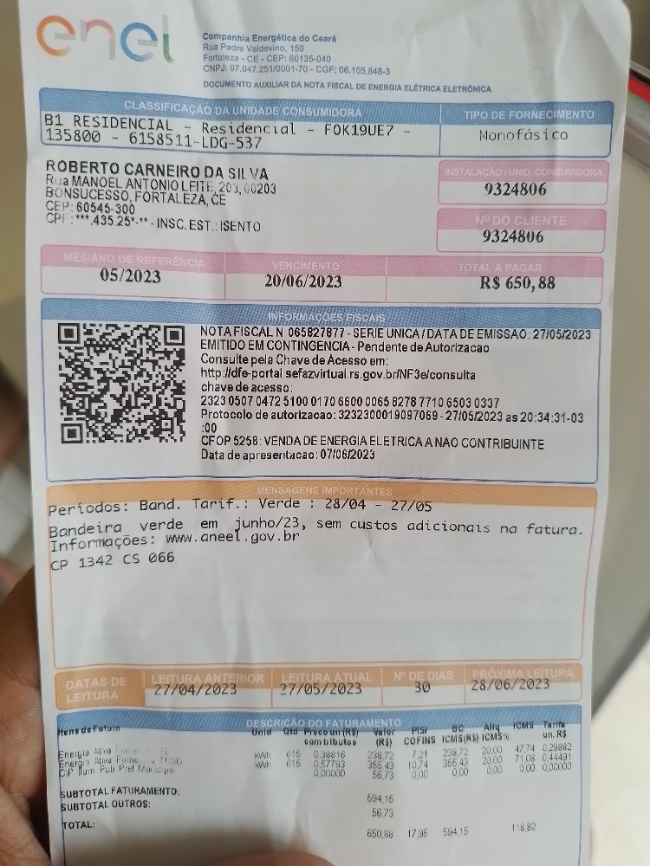 enel
Companhia Energética do Ceará
Rua Padre Valdevino, 150
Fortaleza - CE - CEP: 60135-040
CNPJ: 07.047.251/0001-70 - CGF: 06.105.848-3
DOCUMENTO AUXILIAR DA NOTA FISCAL DE ENERGIA ELÉTRICA ELETRÔNICA
CLASSIFICAÇÃO DA UNIDADE CONSUMIDORA
TIPO DE FORNECIMENTO
B1 RESIDENCIAL - Residencial - FOK19UE7 -
135800 - 6158511-LDG-537
Monofásico
ROBERTO CARNEIRO DA SILVA
Rua MANOEL ANTONIO LEITE, 203, 00203
BONSUCESSO, FORTALEZA, CE
CEP: 60545-300
CPF: ***.435.25*-** - INSC. EST.: ISENTO
INSTALAÇÃO / UNID. CONSUMIDORA
9324806
Nº DO CLIENTE
9324806
MÊS/ANO DE REFERÊNCIA
VENCIMENTO
TOTAL A PAGAR
05/2023
20/06/2023
R$ 650,88
INFORMAÇÕES FISCAIS
NOTA FISCAL N 065827877 - SERIE UNICA / DATA DE EMISSÃO: 27/05/2023
EMITIDO EM CONTINGENCIA - Pendente de Autorizacao
Consulte pela Chave de Acesso em:
http://dfe-portal.sefazvirtual.rs.gov.br/NF3e/consulta
chave de acesso:
2323 0507 0472 5100 0170 6600 0065 8278 7710 6503 0337
Protocolo de autorizacao: 3232300019097069 - 27/05/2023 as 20:34:31-03
:00
CFOP 5258: VENDA DE ENERGIA ELETRICA A NAO CONTRIBUINTE
Data de apresentacao: 07/06/2023
MENSAGENS IMPORTANTES
Períodos: Band. Tarif.: Verde : 28/04 - 27/05
Bandeira verde em junho/23, sem custos adicionais na fatura.
Informações: www.aneel.gov.br
CP 1342 CS 066
DATAS DE LEITURA
LEITURA ANTERIOR
LEITURA ATUAL
Nº DE DIAS
PRÓXIMA LEITURA
27/04/2023
27/05/2023
30
28/06/2023
DESCRIÇÃO DO FATURAMENTO
Itens de Fatura Unid Qtd Preco un(R$) com tributos Valor (R$) PIS/ COFINS BC ICMS(R$) Aliq ICMS% ICMS Tarifa un. R$
Energia Ativa kWh 615 0,38816 238,72 7,21 238,72 20,00 47,74 0,29882
Energia Ativa kWh 615 0,57793 355,43 10,74 355,43 20,00 71,08 0,44491
CIP Ilum Pub Pref Municipal 0,00000 56,73 0,00 0,00 0,00 0,00 0,00000
SUBTOTAL FATURAMENTO: 594,15
SUBTOTAL OUTROS: 56,73
TOTAL: 650,88 17,95 594,15 118,82